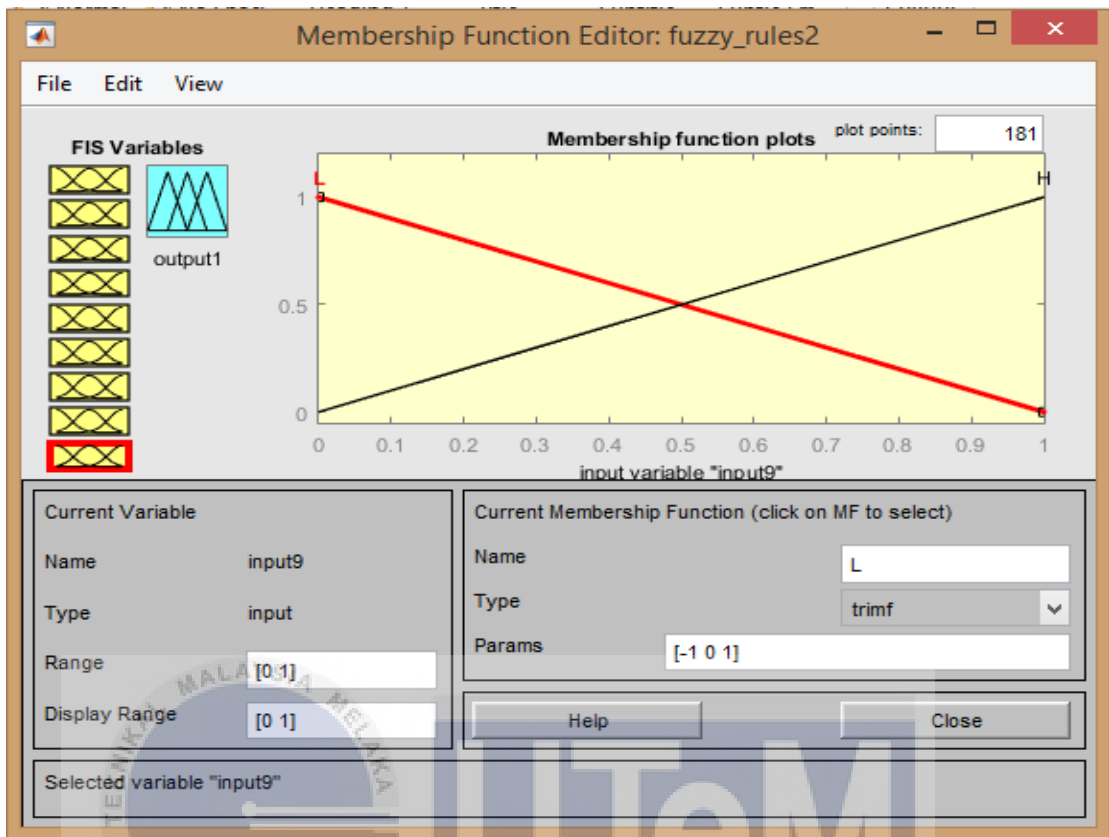 Membership Function Editor: fuzzy_rules2
File Edit View
FIS Variables
output1
Membership function plots
plot points:
181
L
H
1
0.5
0
0 0.1 0.2 0.3 0.4 0.5 0.6 0.7 0.8 0.9 1
input variable "input9"
Current Variable
Name input9
Type input
Range [0 1]
Display Range [0 1]
Current Membership Function (click on MF to select)
Name L
Type trimf
Params [-1 0 1]
Help Close
Selected variable "input9"
MALAYSIA MELAKA
UTeM